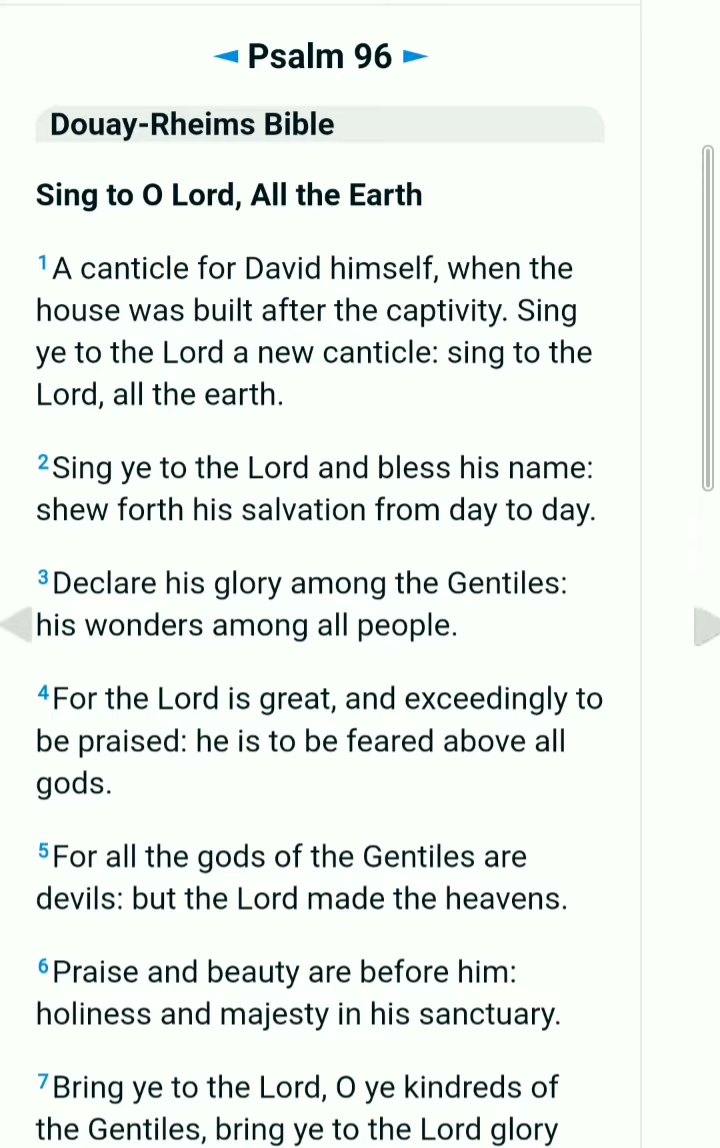 Psalm 96
Douay-Rheims Bible
Sing to O Lord, All the Earth
1 A canticle for David himself, when the
house was built after the captivity. Sing
ye to the Lord a new canticle: sing to the
Lord, all the earth.
2 Sing ye to the Lord and bless his name:
shew forth his salvation from day to day.
3 Declare his glory among the Gentiles:
his wonders among all people.
4 For the Lord is great, and exceedingly to
be praised: he is to be feared above all
gods.
5 For all the gods of the Gentiles are
devils: but the Lord made the heavens.
6 Praise and beauty are before him:
holiness and majesty in his sanctuary.
7 Bring ye to the Lord, O ye kindreds of
the Gentiles, bring ye to the Lord glory